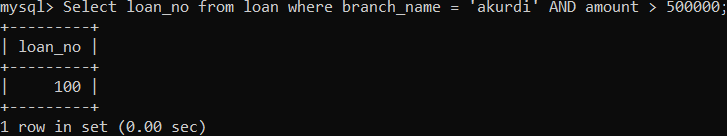 mysql> Select loan_no from loan where branch_name = 'akurdi' AND amount > 500000;
+---------+
| loan_no |
+---------+
|     100 |
+---------+
1 row in set (0.00 sec)